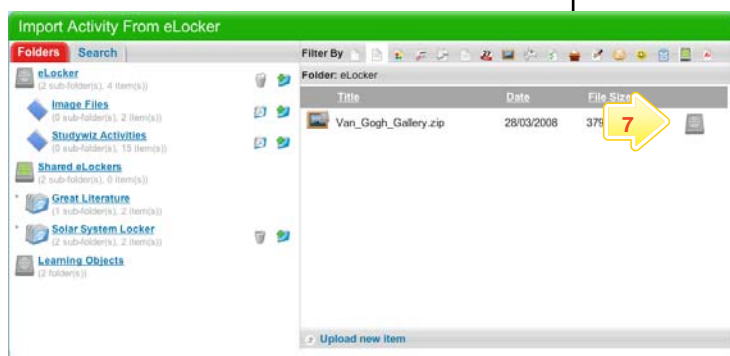 Import Activity From eLocker
Folders Search
eLocker
(2 sub-folder(s), 4 item(s))
Image Files
(0 sub-folder(s), 2 item(s))
Studywiz Activities
(0 sub-folder(s), 15 item(s))
Shared eLockers
(2 sub-folder(s), 0 item(s))
Great Literature
(1 sub-folder(s), 2 item(s))
Solar System Locker
(2 sub-folder(s), 2 item(s))
Learning Objects
(2 folder(s))
Filter By
Folder: eLocker
Title Date File Size
Van_Gogh_Gallery.zip 28/03/2008 379
7
Upload new item